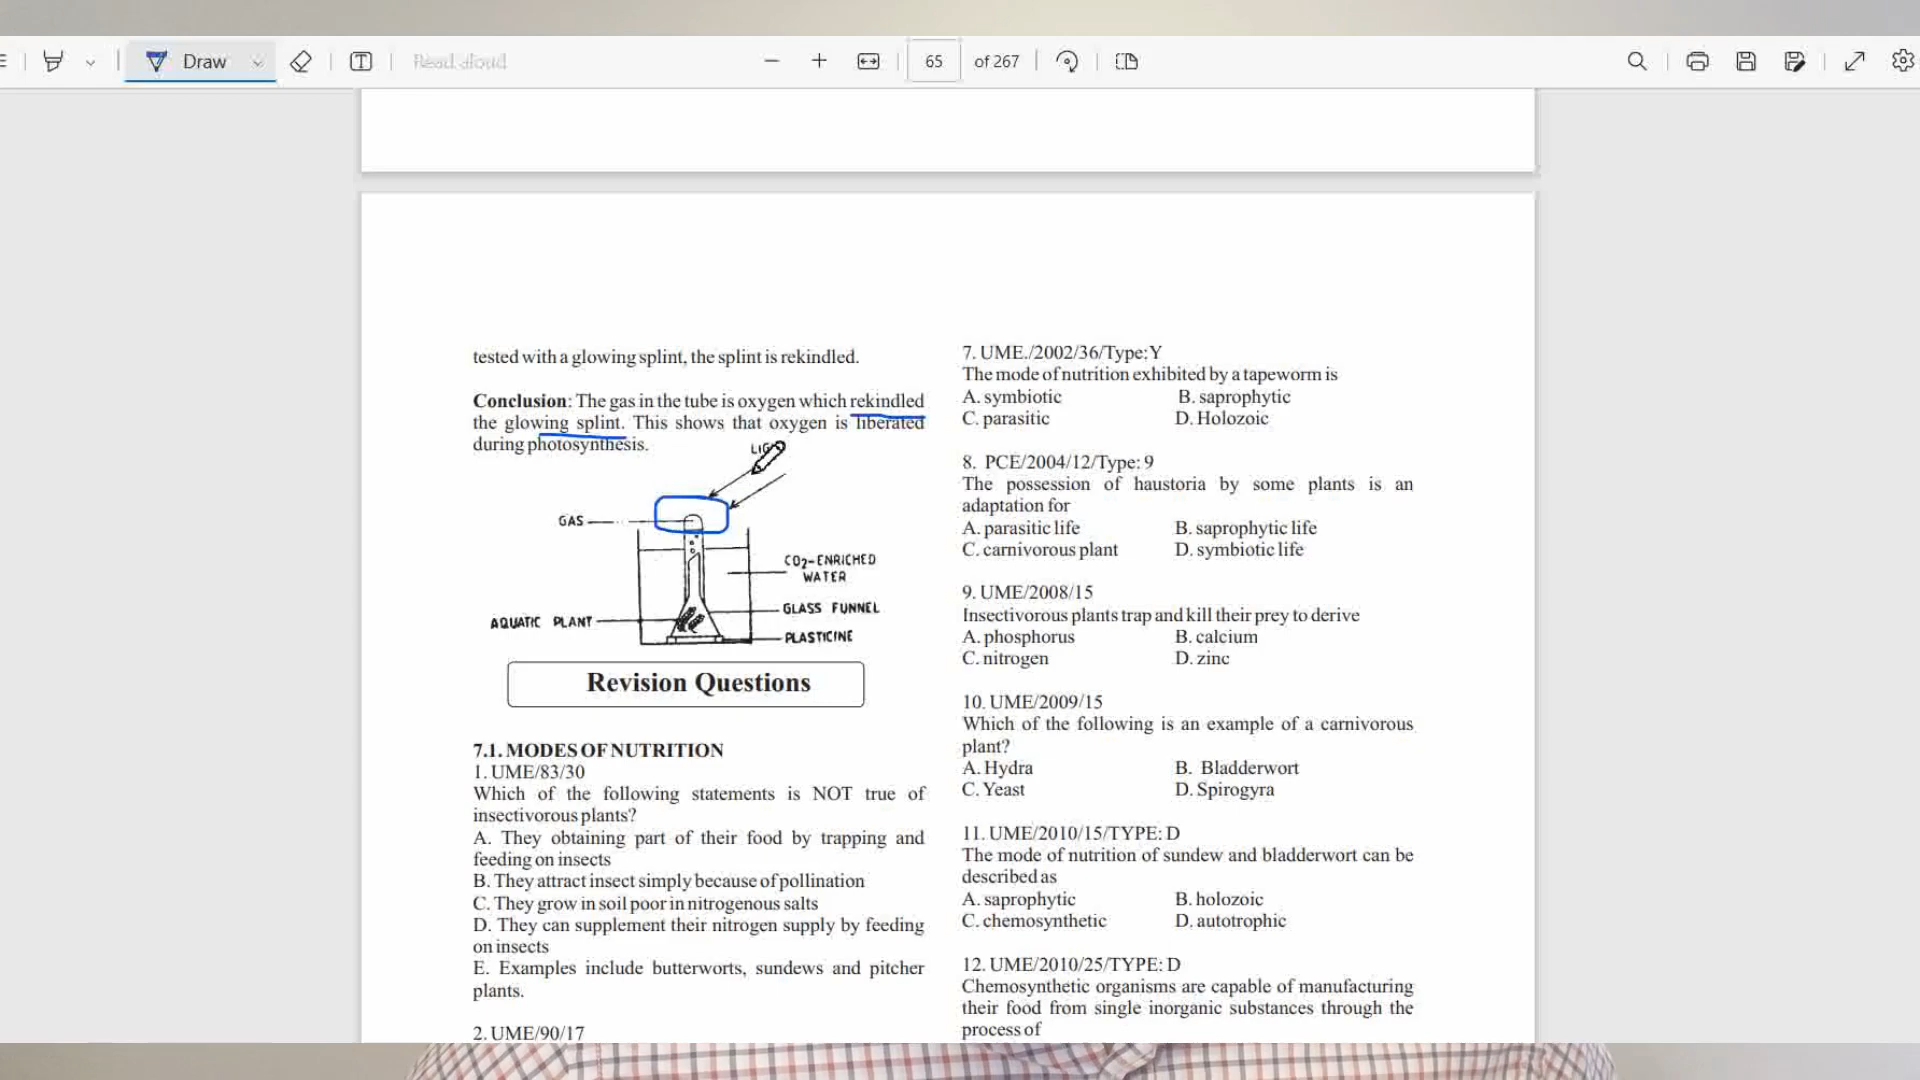 Draw
Read aloud
65 of 267
tested with a glowing splint, the splint is rekindled.
Conclusion: The gas in the tube is oxygen which rekindled
the glowing splint. This shows that oxygen is liberated
during photosynthesis.
GAS
CO2-ENRICHED
WATER
GLASS FUNNEL
AQUATIC PLANT
PLASTICINE
Revision Questions
7.1. MODES OF NUTRITION
1. UME/83/30
Which of the following statements is NOT true of
insectivorous plants?
A. They obtaining part of their food by trapping and
feeding on insects
B. They attract insect simply because of pollination
C. They grow in soil poor in nitrogenous salts
D. They can supplement their nitrogen supply by feeding
on insects
E. Examples include butterworts, sundews and pitcher
plants.
2. UME/90/17
7. UME./2002/36/Type:Y
The mode of nutrition exhibited by a tapeworm is
A. symbiotic B. saprophytic
C. parasitic D. Holozoic
8. PCE/2004/12/Type: 9
The possession of haustoria by some plants is an
adaptation for
A. parasitic life B. saprophytic life
C. carnivorous plant D. symbiotic life
9. UME/2008/15
Insectivorous plants trap and kill their prey to derive
A. phosphorus B. calcium
C. nitrogen D. zinc
10. UME/2009/15
Which of the following is an example of a carnivorous
plant?
A. Hydra B. Bladderwort
C. Yeast D. Spirogyra
11. UME/2010/15/TYPE: D
The mode of nutrition of sundew and bladderwort can be
described as
A. saprophytic B. holozoic
C. chemosynthetic D. autotrophic
12. UME/2010/25/TYPE: D
Chemosynthetic organisms are capable of manufacturing
their food from single inorganic substances through the
process of